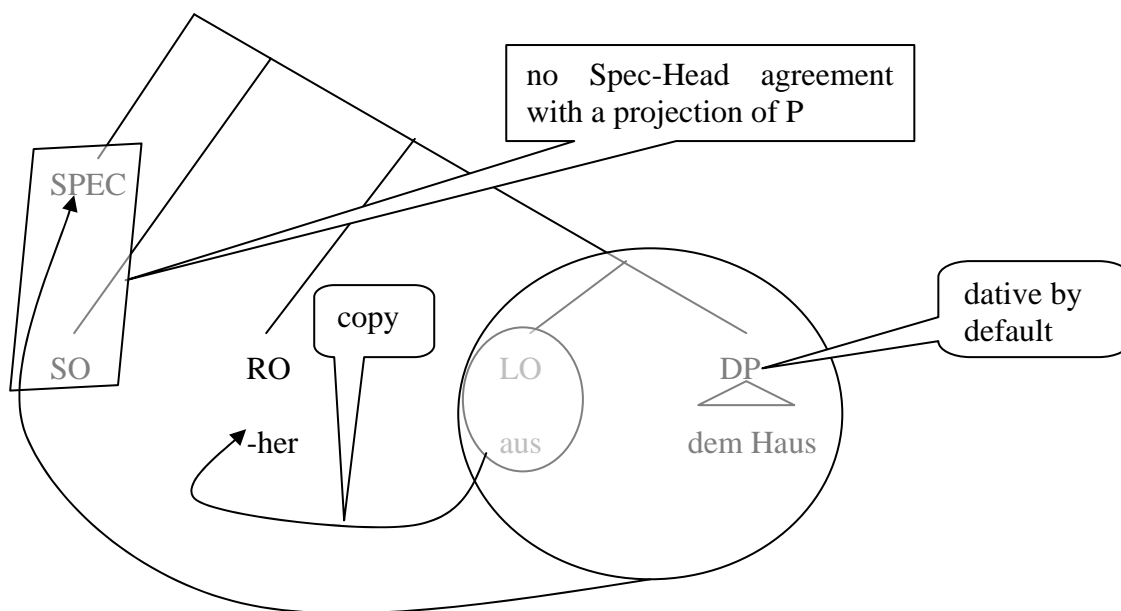 no Spec-Head agreement
with a projection of P
SPEC
dative by
default
copy
SO
RO
LO
DP
-her
aus
dem Haus